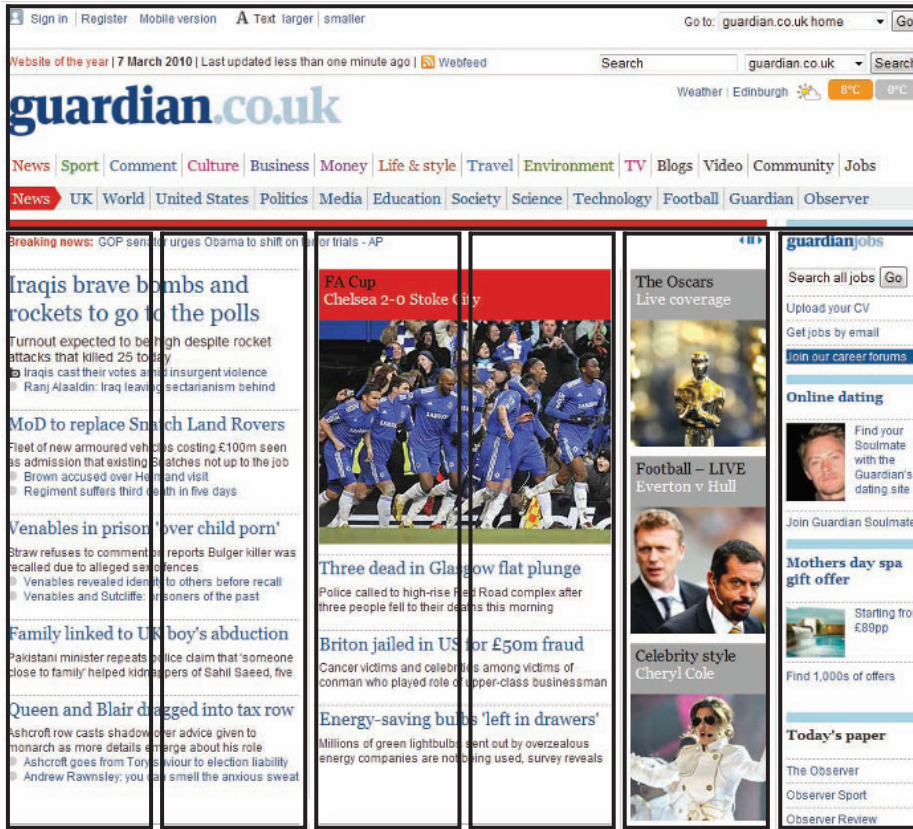 Sign in | Register Mobile version A Text larger | smaller Go to: guardian.co.uk home Go
Website of the year | 7 March 2010 | Last updated less than one minute ago | Webfeed Search guardian.co.uk Search
guardian.co.uk
Weather | Edinburgh 8°C 0°C
News Sport Comment Culture Business Money Life & style Travel Environment TV Blogs Video Community Jobs
News UK World United States Politics Media Education Society Science Technology Football Guardian Observer
Breaking news: GOP senator urges Obama to shift on terror trials - AP
Iraqis brave bombs and
rockets to go to the polls
Turnout expected to be high despite rocket
attacks that killed 25 today
Iraqis cast their votes amid insurgent violence
Ranj Alaaldin: Iraq leaving sectarianism behind
MoD to replace Snatch Land Rovers
Fleet of new armoured vehicles costing £100m seen
as admission that existing Snatches not up to the job
Brown accused over Helmand visit
Regiment suffers third death in five days
Venables in prison 'over child porn'
Straw refuses to comment on reports Bulger killer was
recalled due to alleged sex offences
Venables revealed identity to others before recall
Venables and Sutcliffe: prisoners of the past
Family linked to UK boy's abduction
Pakistani minister repeats police claim that 'someone
close to family' helped kidnappers of Sahil Saeed, five
Queen and Blair dragged into tax row
Ashcroft row casts shadow over advice given to
monarch as more details emerge about his role
Ashcroft goes from Tory saviour to election liability
Andrew Rawnsley: you can smell the anxious sweat
FA Cup
Chelsea 2-0 Stoke City
Three dead in Glasgow flat plunge
Police called to high-rise Red Road complex after
three people fell to their deaths this morning
Briton jailed in US for £50m fraud
Cancer victims and celebrities among victims of
conman who played role of upper-class businessman
Energy-saving bulbs 'left in drawers'
Millions of green lightbulbs sent out by overzealous
energy companies are not being used, survey reveals
The Oscars
Live coverage
Football – LIVE
Everton v Hull
Celebrity style
Cheryl Cole
guardianjobs
Search all jobs Go
Upload your CV
Get jobs by email
Join our career forums
Online dating
Find your
Soulmate
with the
Guardian's
dating site
Join Guardian Soulmate
Mothers day spa
gift offer
Starting fro
£89pp
Find 1,000s of offers
Today's paper
The Observer
Observer Sport
Observer Review